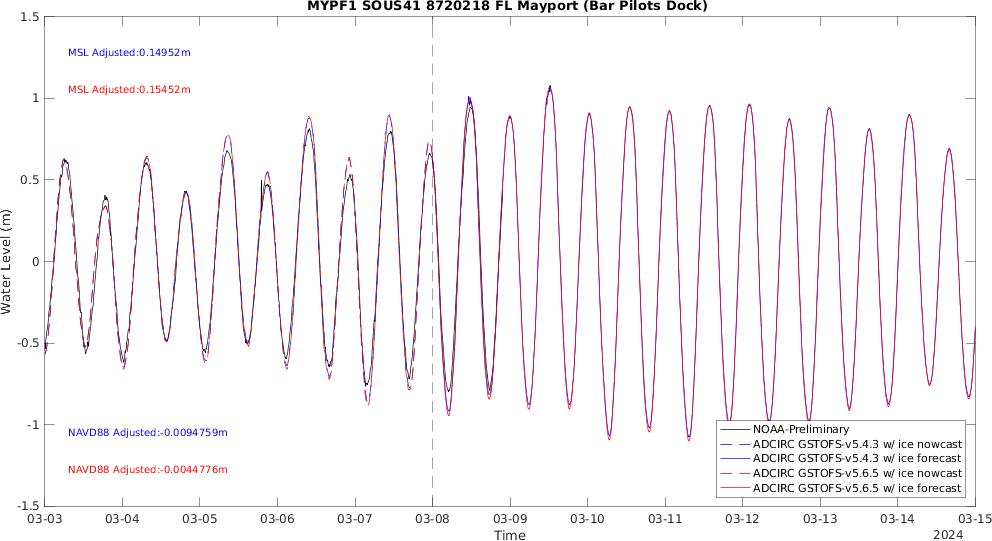 MYPF1 SOUS41 8720218 FL Mayport (Bar Pilots Dock)
1.5
1
0.5
0
-0.5
-1
-1.5
Water Level (m)
MSL Adjusted:0.14952m
MSL Adjusted:0.15452m
NAVD88 Adjusted:-0.0094759m
NAVD88 Adjusted:-0.0044776m
NOAA-Preliminary
ADCIRC GSTOFS-v5.4.3 w/ ice nowcast
ADCIRC GSTOFS-v5.4.3 w/ ice forecast
ADCIRC GSTOFS-v5.6.5 w/ ice nowcast
ADCIRC GSTOFS-v5.6.5 w/ ice forecast
03-03 03-04 03-05 03-06 03-07 03-08 03-09 03-10 03-11 03-12 03-13 03-14 03-15
Time
2024